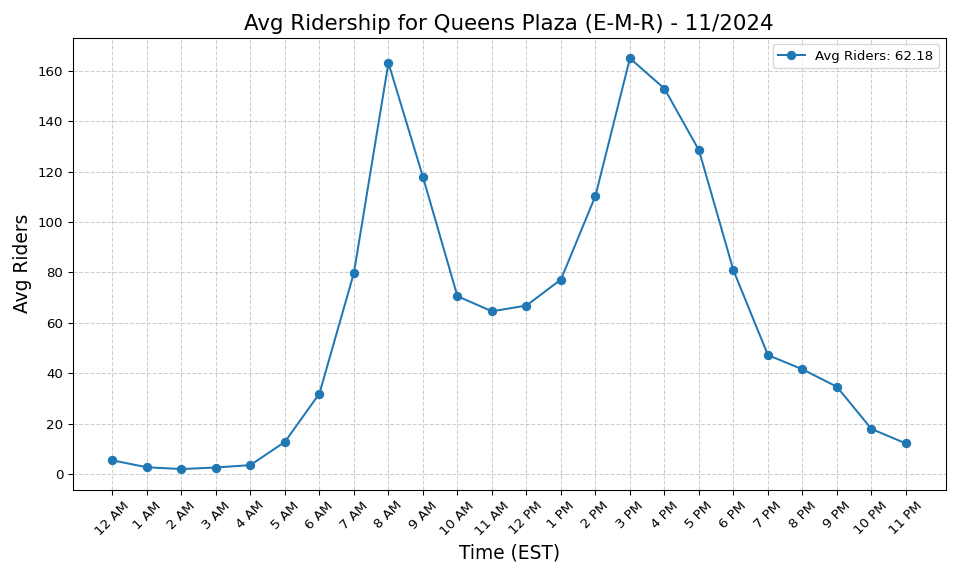 Avg Ridership for Queens Plaza (E-M-R) - 11/2024
Avg Riders: 62.18
Avg Riders
160
140
120
100
80
60
40
20
0
12 AM
1 AM
2 AM
3 AM
4 AM
5 AM
6 AM
7 AM
8 AM
9 AM
10 AM
11 AM
12 PM
1 PM
2 PM
3 PM
4 PM
5 PM
6 PM
7 PM
8 PM
9 PM
10 PM
11 PM
Time (EST)